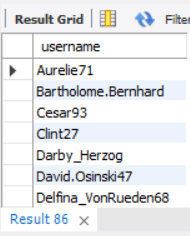 Result Grid Filter
username
Aurelie71
Bartholome.Bernhard
Cesar93
Clint27
Darby_Herzog
David.Osinski47
Delfina_VonRueden68
Result 86 ×